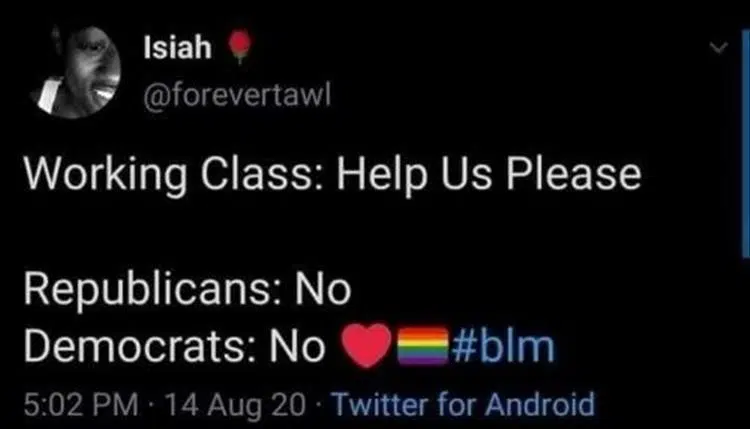 Isiah 🌹
@forevertawl
Working Class: Help Us Please
Republicans: No
Democrats: No ❤️🏳️‍🌈#blm
5:02 PM · 14 Aug 20 · Twitter for Android